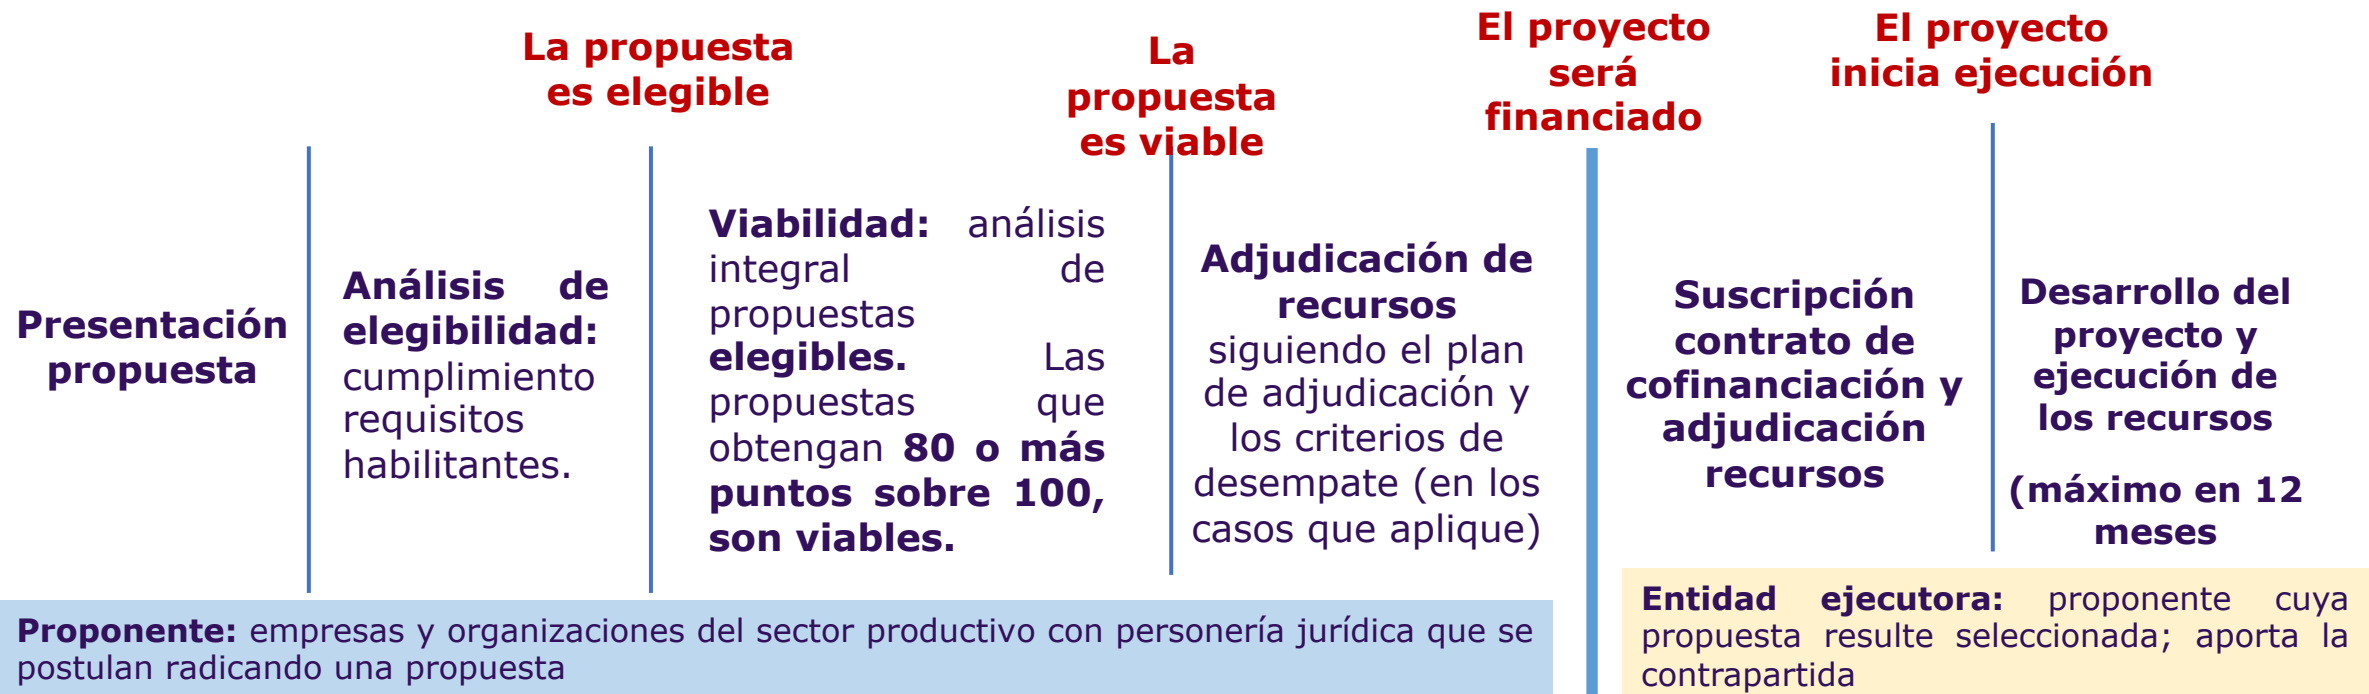 La propuesta
es elegible
La
propuesta
es viable
El proyecto
será
financiado
El proyecto
inicia ejecución
Presentación
propuesta
Análisis de
elegibilidad:
cumplimiento
requisitos
habilitantes.
Viabilidad: análisis
integral de
propuestas
elegibles. Las
propuestas que
obtengan 80 o más
puntos sobre 100,
son viables.
Adjudicación de
recursos
siguiendo el plan
de adjudicación y
los criterios de
desempate (en los
casos que aplique)
Suscripción
contrato de
cofinanciación y
adjudicación
recursos
Desarrollo del
proyecto y
ejecución de
los recursos
(máximo en 12
meses
Proponente: empresas y organizaciones del sector productivo con personería jurídica que se
postulan radicando una propuesta
Entidad ejecutora: proponente cuya
propuesta resulte seleccionada; aporta la
contrapartida